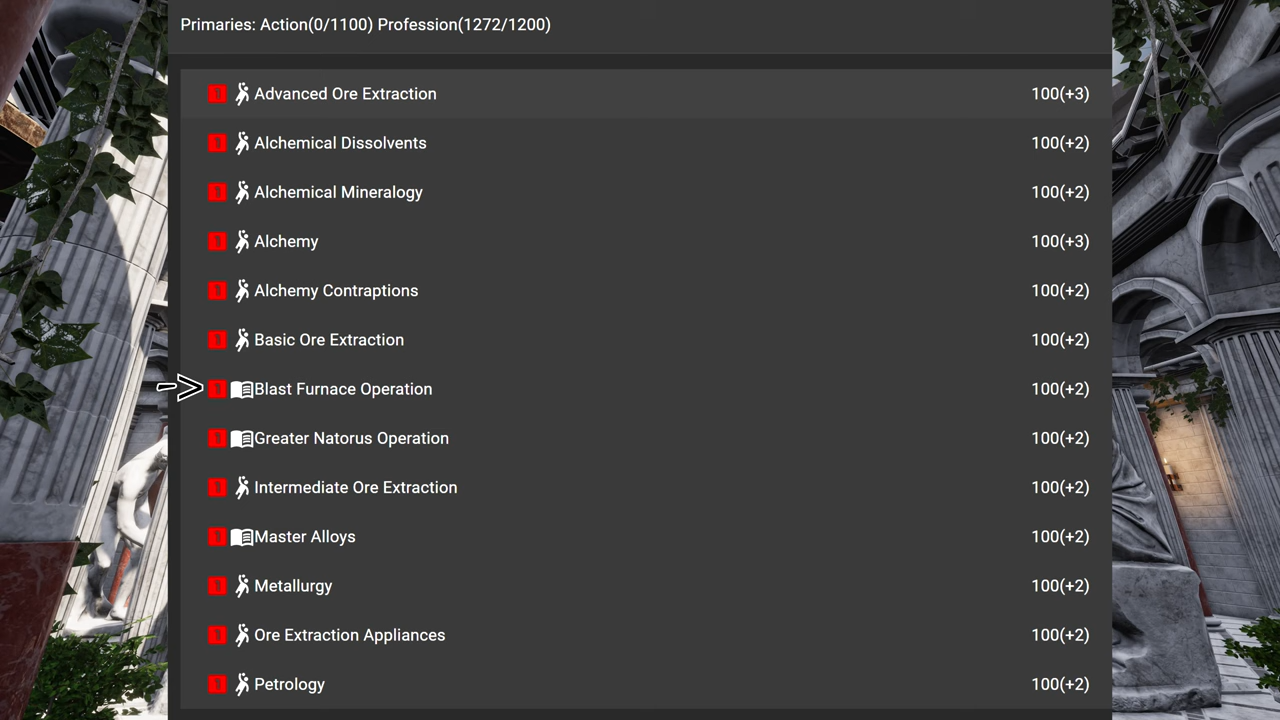 Primaries: Action(0/1100) Profession(1272/1200)
Advanced Ore Extraction 100(+3)
Alchemical Dissolvents 100(+2)
Alchemical Mineralogy 100(+2)
Alchemy 100(+3)
Alchemy Contraptions 100(+2)
Basic Ore Extraction 100(+2)
Blast Furnace Operation 100(+2)
Greater Natorus Operation 100(+2)
Intermediate Ore Extraction 100(+2)
Master Alloys 100(+2)
Metallurgy 100(+2)
Ore Extraction Appliances 100(+2)
Petrology 100(+2)